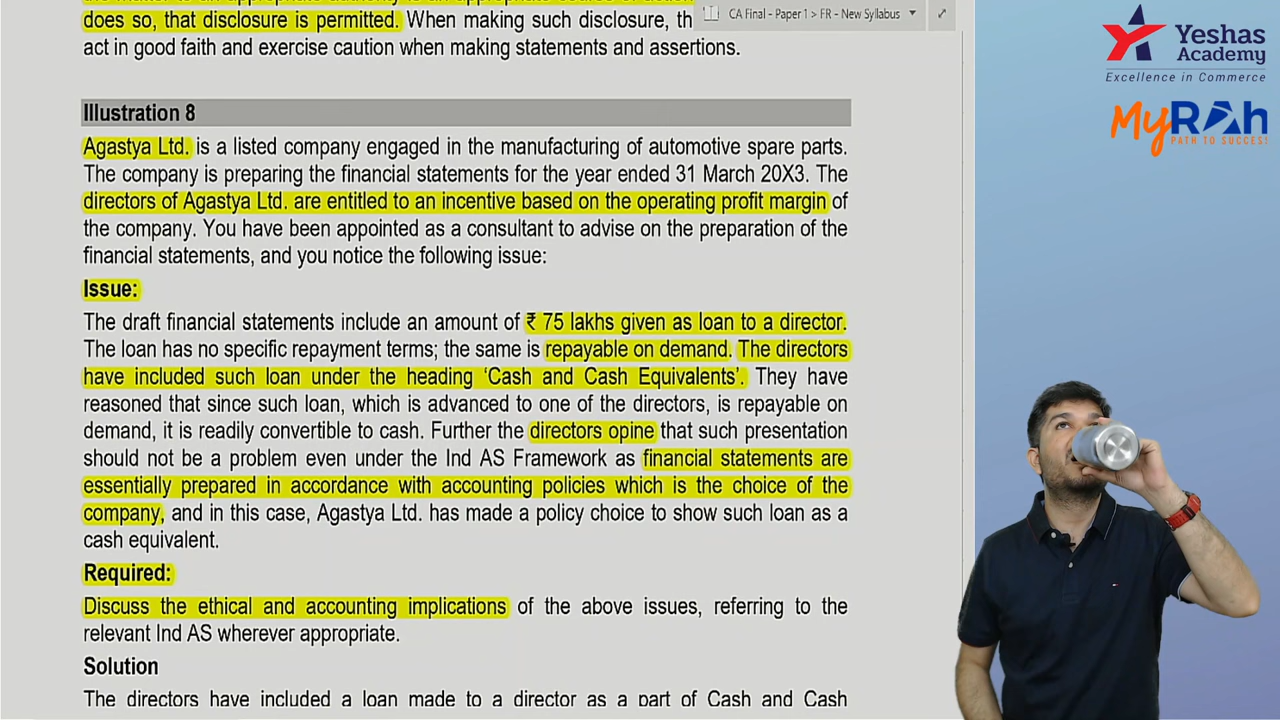 does so, that disclosure is permitted. When making such disclosure, th
act in good faith and exercise caution when making statements and assertions.
CA Final - Paper 1 > FR - New Syllabus
Yeshas
Academy
Excellence in Commerce
MyRAh
PATH TO SUCCESS!
Illustration 8
Agastya Ltd. is a listed company engaged in the manufacturing of automotive spare parts.
The company is preparing the financial statements for the year ended 31 March 20X3. The
directors of Agastya Ltd. are entitled to an incentive based on the operating profit margin of
the company. You have been appointed as a consultant to advise on the preparation of the
financial statements, and you notice the following issue:
Issue:
The draft financial statements include an amount of ₹ 75 lakhs given as loan to a director.
The loan has no specific repayment terms; the same is repayable on demand. The directors
have included such loan under the heading ‘Cash and Cash Equivalents’. They have
reasoned that since such loan, which is advanced to one of the directors, is repayable on
demand, it is readily convertible to cash. Further the directors opine that such presentation
should not be a problem even under the Ind AS Framework as financial statements are
essentially prepared in accordance with accounting policies which is the choice of the
company, and in this case, Agastya Ltd. has made a policy choice to show such loan as a
cash equivalent.
Required:
Discuss the ethical and accounting implications of the above issues, referring to the
relevant Ind AS wherever appropriate.
Solution
The directors have included a loan made to a director as a part of Cash and Cash